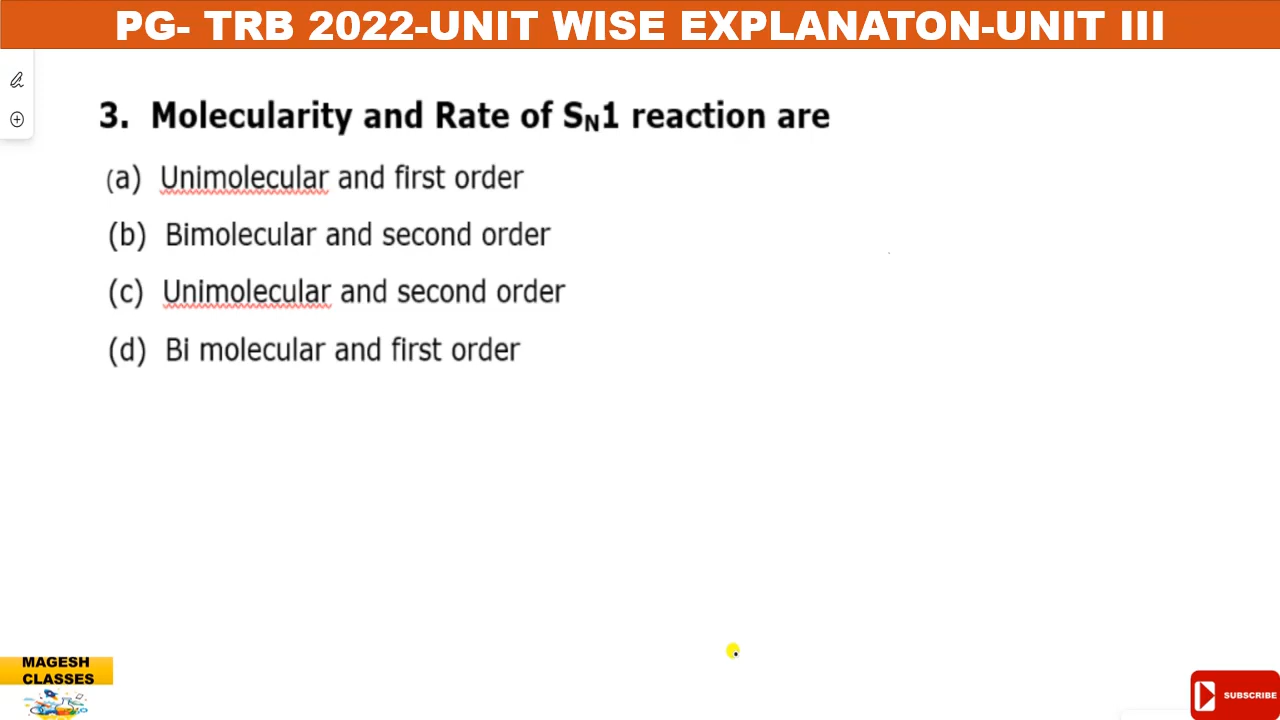 PG- TRB 2022-UNIT WISE EXPLANATON-UNIT III
3. Molecularity and Rate of SN1 reaction are
(a) Unimolecular and first order
(b) Bimolecular and second order
(c) Unimolecular and second order
(d) Bi molecular and first order
MAGESH
CLASSES
SUBSCRIBE